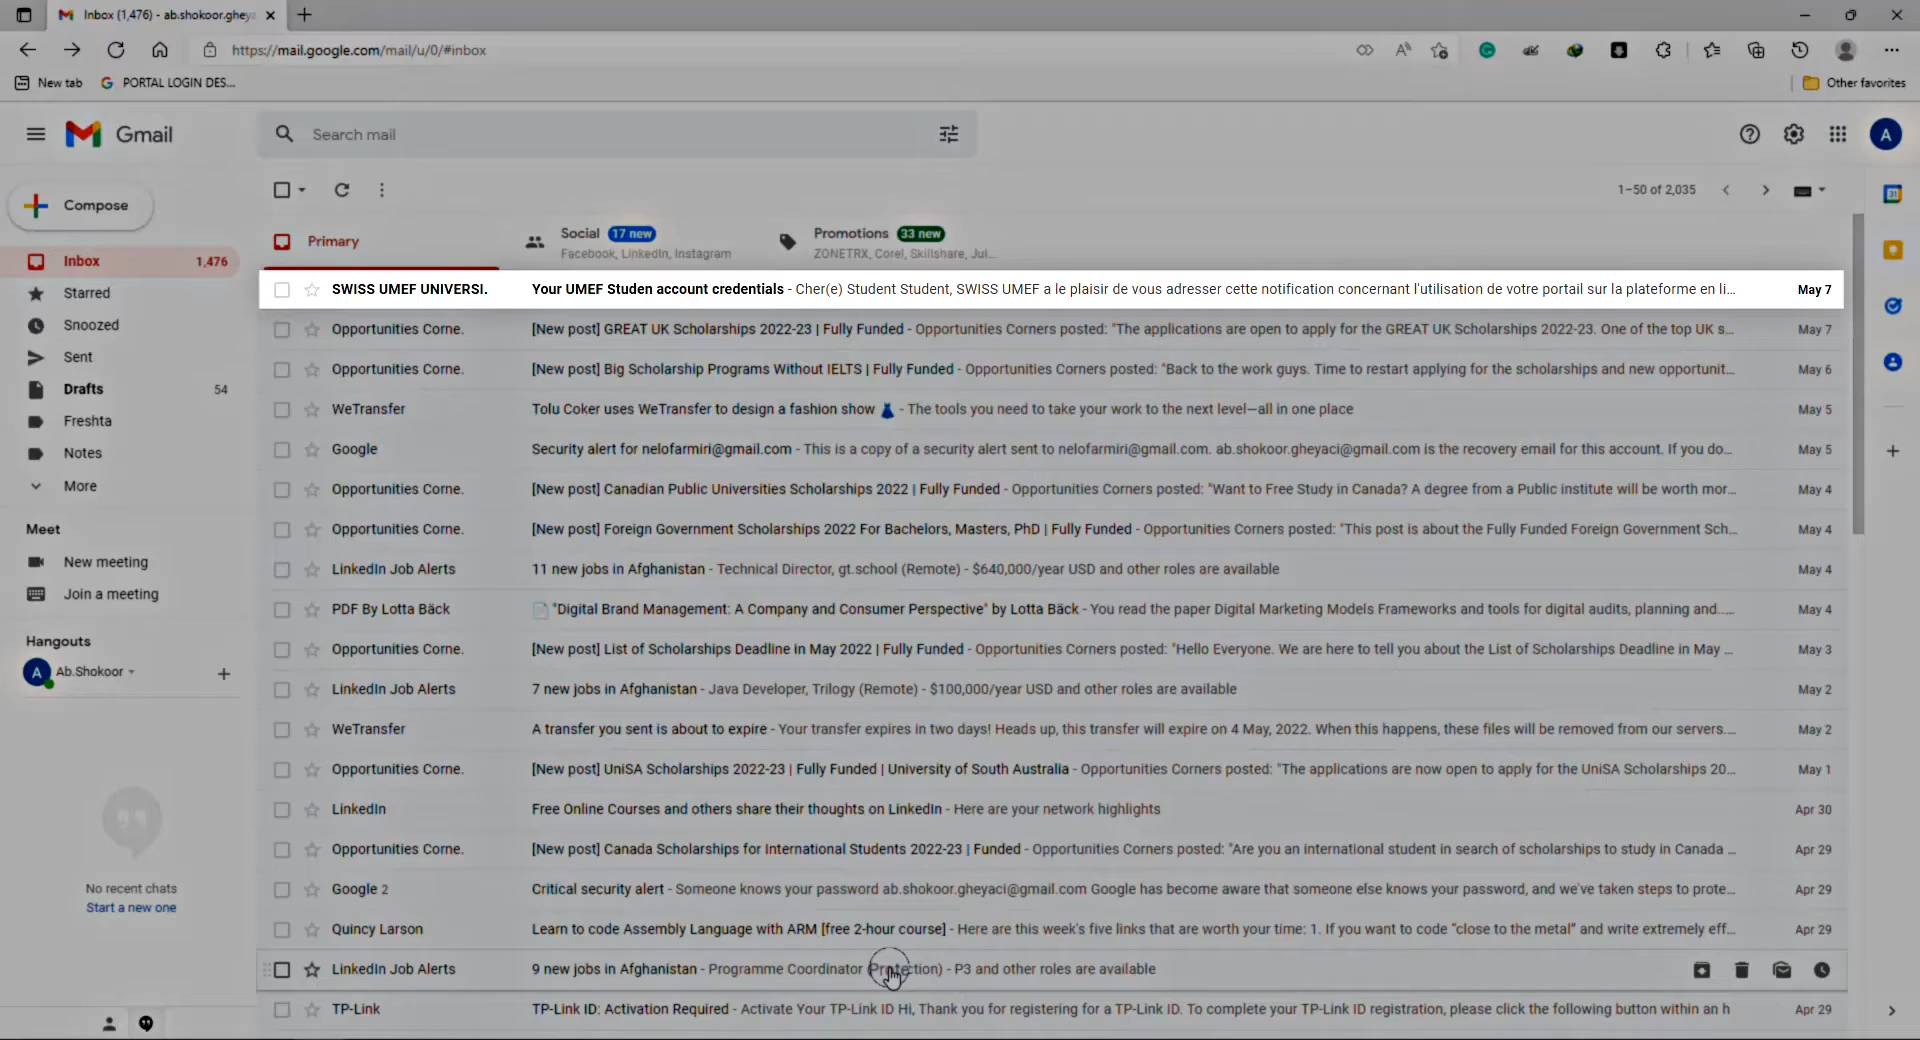 Inbox (1,476) - ab.shokoor.gheya
https://mail.google.com/mail/u/0/#inbox
New tab
PORTAL LOGIN DES...
Other favorites
Gmail
Search mail
A
Compose
1–50 of 2,035
Primary
Social 17 new
Facebook, LinkedIn, Instagram
Promotions 33 new
ZONETRX, Corel, Skillshare, Jul...
Inbox 1,476
Starred
Snoozed
Sent
Drafts 54
Freshta
Notes
More
Meet
New meeting
Join a meeting
Hangouts
A Ab.Shokoor
No recent chats
Start a new one
SWISS UMEF UNIVERSI. Your UMEF Studen account credentials - Cher(e) Student Student, SWISS UMEF a le plaisir de vous adresser cette notification concernant l'utilisation de votre portail sur la plateforme en li... May 7
Opportunities Corne. [New post] GREAT UK Scholarships 2022-23 | Fully Funded - Opportunities Corners posted: "The applications are open to apply for the GREAT UK Scholarships 2022-23. One of the top UK s... May 7
Opportunities Corne. [New post] Big Scholarship Programs Without IELTS | Fully Funded - Opportunities Corners posted: "Back to the work guys. Time to restart applying for the scholarships and new opportunit... May 6
WeTransfer Tolu Coker uses WeTransfer to design a fashion show 👗 - The tools you need to take your work to the next level—all in one place May 5
Google Security alert for nelofarmiri@gmail.com - This is a copy of a security alert sent to nelofarmiri@gmail.com. ab.shokoor.gheyaci@gmail.com is the recovery email for this account. If you do... May 5
Opportunities Corne. [New post] Canadian Public Universities Scholarships 2022 | Fully Funded - Opportunities Corners posted: "Want to Free Study in Canada? A degree from a Public institute will be worth mor... May 4
Opportunities Corne. [New post] Foreign Government Scholarships 2022 For Bachelors, Masters, PhD | Fully Funded - Opportunities Corners posted: "This post is about the Fully Funded Foreign Government Sch... May 4
LinkedIn Job Alerts 11 new jobs in Afghanistan - Technical Director, gt.school (Remote) - $640,000/year USD and other roles are available May 4
PDF By Lotta Bäck 📄 "Digital Brand Management: A Company and Consumer Perspective" by Lotta Bäck - You read the paper Digital Marketing Models Frameworks and tools for digital audits, planning and.... May 4
Opportunities Corne. [New post] List of Scholarships Deadline in May 2022 | Fully Funded - Opportunities Corners posted: "Hello Everyone. We are here to tell you about the List of Scholarships Deadline in May ... May 3
LinkedIn Job Alerts 7 new jobs in Afghanistan - Java Developer, Trilogy (Remote) - $100,000/year USD and other roles are available May 2
WeTransfer A transfer you sent is about to expire - Your transfer expires in two days! Heads up, this transfer will expire on 4 May, 2022. When this happens, these files will be removed from our servers.... May 2
Opportunities Corne. [New post] UniSA Scholarships 2022-23 | Fully Funded | University of South Australia - Opportunities Corners posted: "The applications are now open to apply for the UniSA Scholarships 20... May 1
LinkedIn Free Online Courses and others share their thoughts on LinkedIn - Here are your network highlights Apr 30
Opportunities Corne. [New post] Canada Scholarships for International Students 2022-23 | Funded - Opportunities Corners posted: "Are you an international student in search of scholarships to study in Canada ... Apr 29
Google 2 Critical security alert - Someone knows your password ab.shokoor.gheyaci@gmail.com Google has become aware that someone else knows your password, and we've taken steps to prote... Apr 29
Quincy Larson Learn to code Assembly Language with ARM [free 2-hour course] - Here are this week's five links that are worth your time: 1. If you want to code "close to the metal" and write extremely eff... Apr 29
LinkedIn Job Alerts 9 new jobs in Afghanistan - Programme Coordinator (Protection) - P3 and other roles are available
TP-Link TP-Link ID: Activation Required - Activate Your TP-Link ID Hi, Thank you for registering for a TP-Link ID. To complete your TP-Link ID registration, please click the following button within an h Apr 29